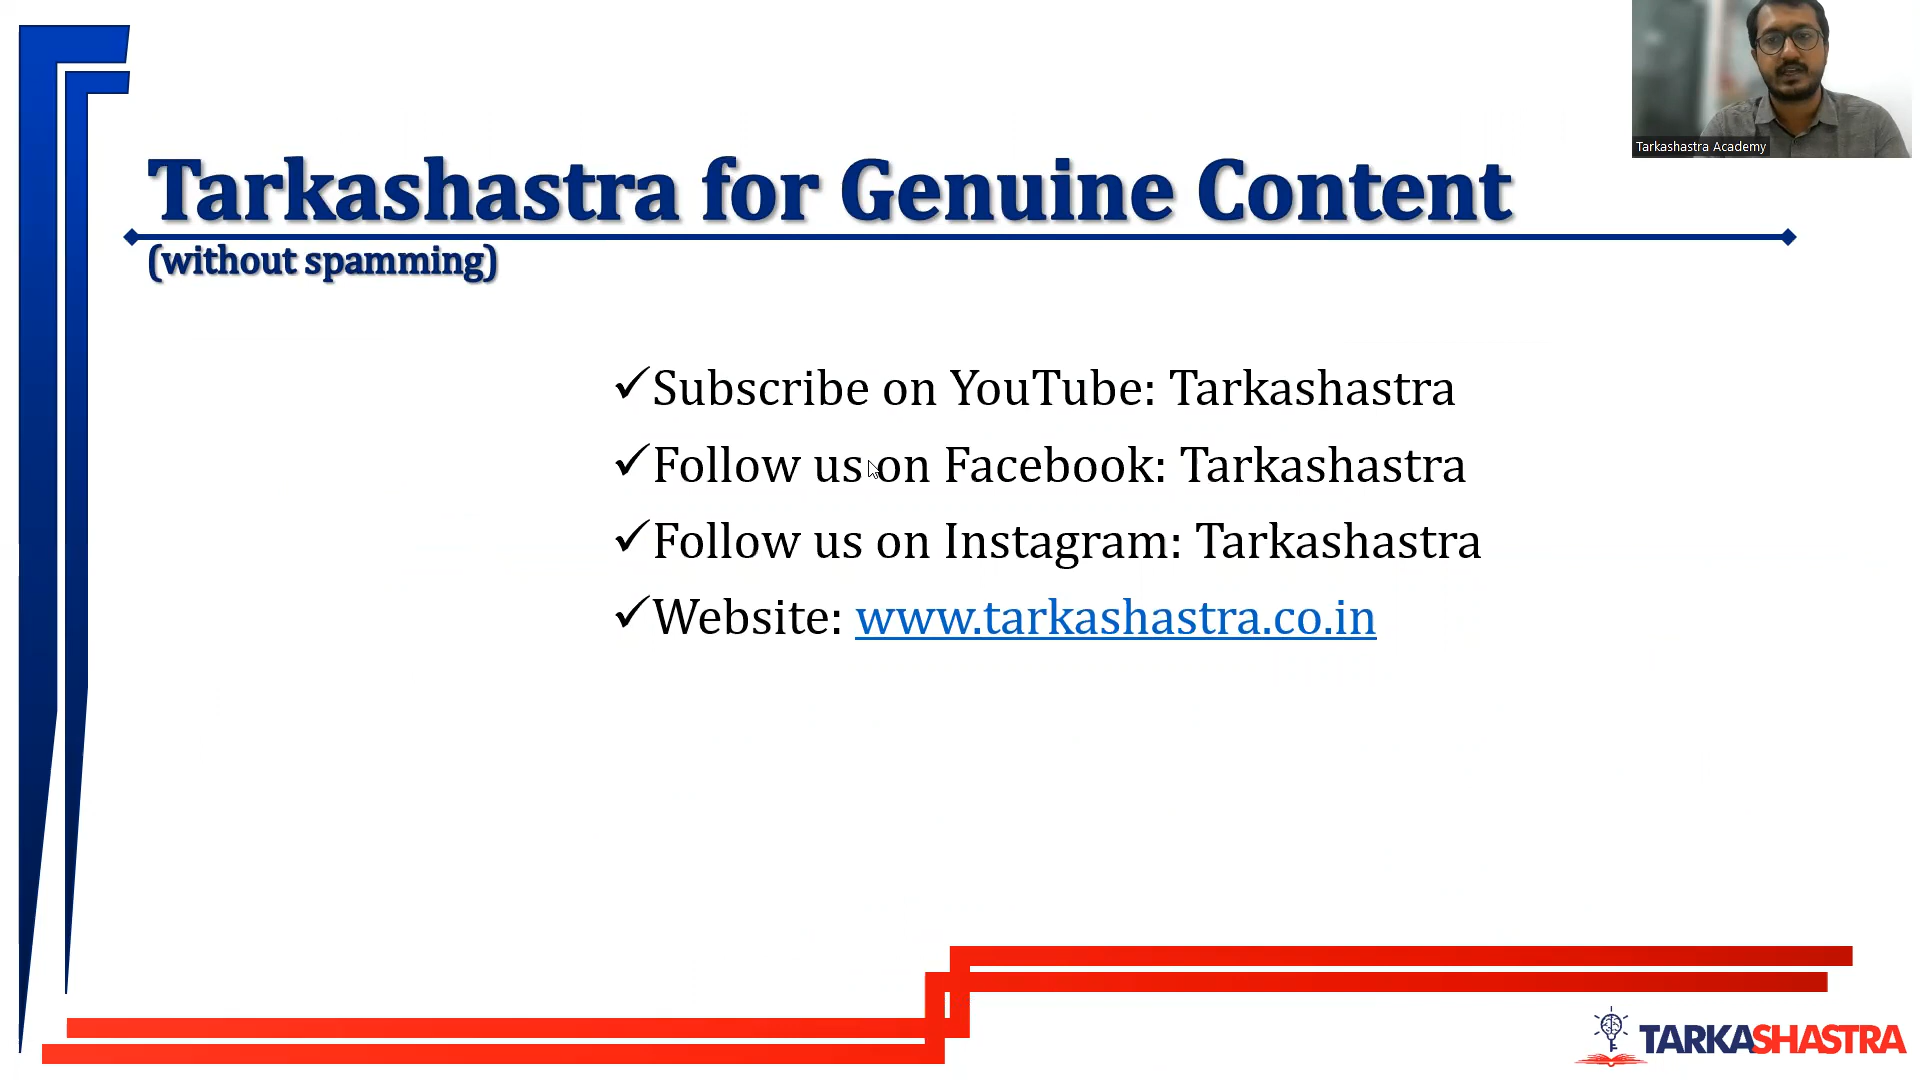 Tarkashastra Academy
Tarkashastra for Genuine Content
(without spamming)
✓Subscribe on YouTube: Tarkashastra
✓Follow us on Facebook: Tarkashastra
✓Follow us on Instagram: Tarkashastra
✓Website: www.tarkashastra.co.in
TARKASHASTRA